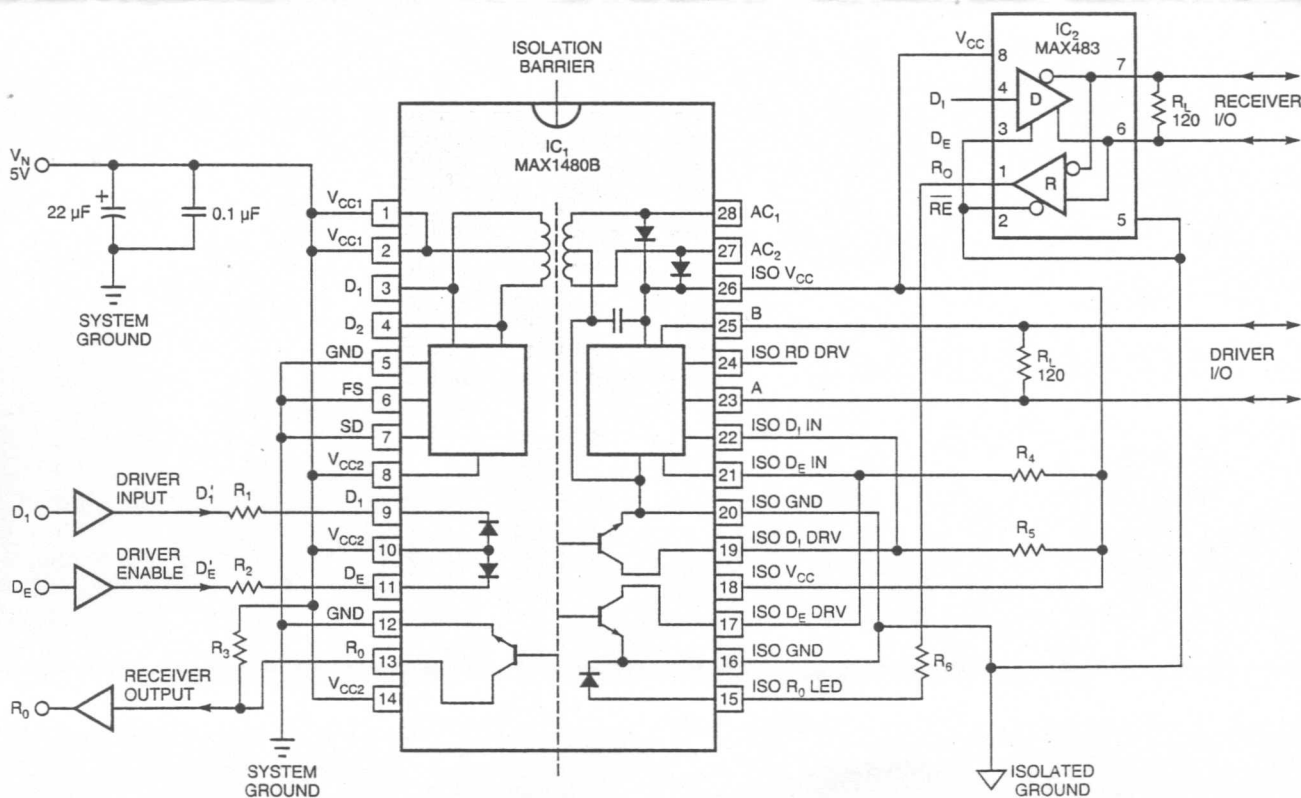 ISOLATION
BARRIER
IC1
MAX1480B
IC2
MAX483
VN
5V
22 µF
+
0.1 µF
SYSTEM
GROUND
VCC1
1
VCC1
2
D1
3
D2
4
GND
5
FS
6
SD
7
VCC2
8
D1
9
VCC2
10
DE
11
GND
12
R0
13
VCC2
14
D1
DRIVER
INPUT
D1'
R1
DE
DRIVER
ENABLE
DE'
R2
R3
R0
RECEIVER
OUTPUT
SYSTEM
GROUND
28
AC1
27
AC2
26
ISO VCC
25
B
24
ISO RD DRV
23
A
22
ISO DI IN
21
ISO DE IN
20
ISO GND
19
ISO DI DRV
18
ISO VCC
17
ISO DE DRV
16
ISO GND
15
ISO R0 LED
VCC
8
DI
4
D
DE
3
RO
1
R
RE
2
7
6
5
RL
120
RECEIVER
I/O
RL
120
DRIVER
I/O
R4
R5
R6
ISOLATED
GROUND